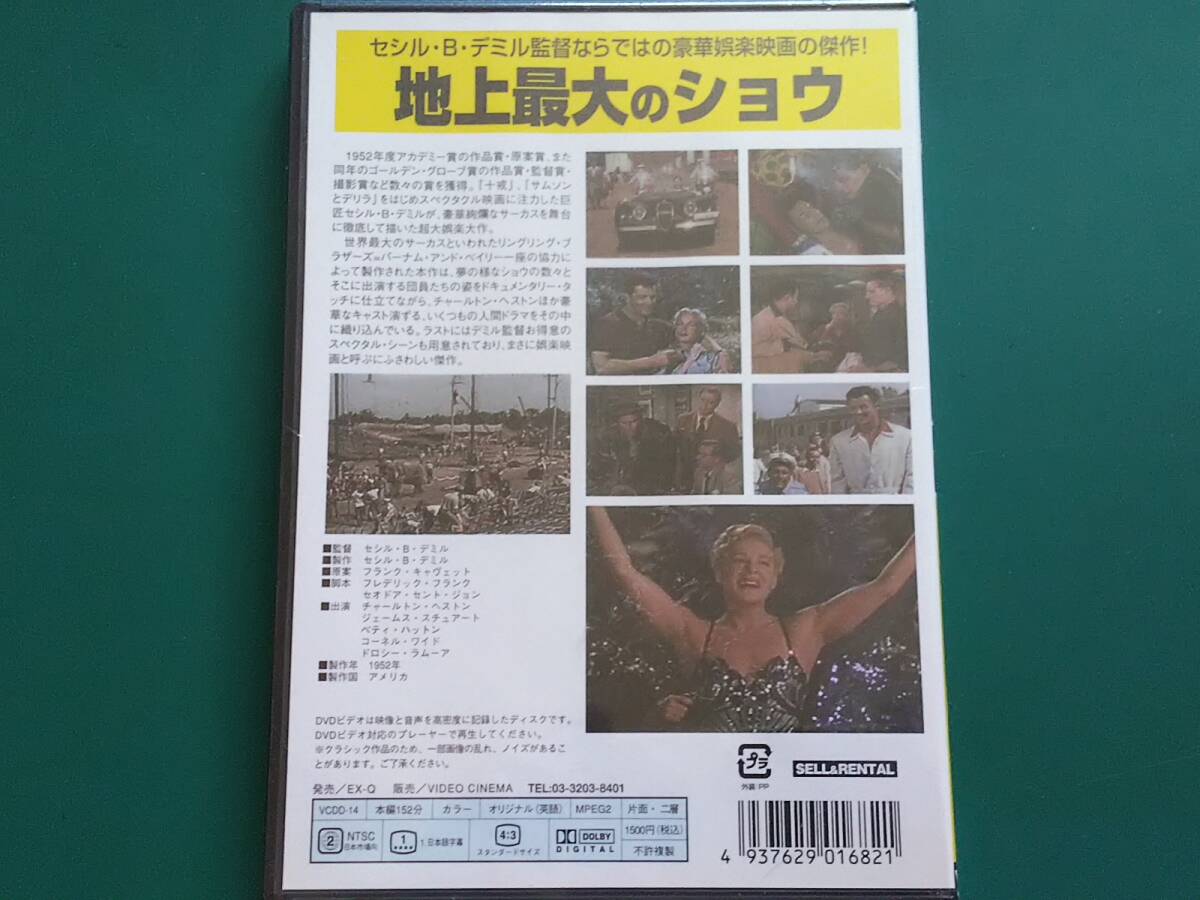 セシル・B・デミル監督ならではの豪華娯楽映画の傑作!
地上最大のショウ
1952年度アカデミー賞の作品賞・原案賞、また
同年のゴールデン・グローブ賞の作品賞・監督賞・
撮影賞など数々の賞を獲得。『十戒』、『サムソン
とデリラ』をはじめスペクタクル映画に注力した巨
匠セシル・B・デミルが、豪華絢爛なサーカスを舞台
に徹底して描いた超大娯楽大作。
世界最大のサーカスといわれたリングリング・ブ
ラザーズ=バーナム・アンド・ベイリー一座の協力に
よって製作された本作は、夢の様なショウの数々と
そこに出演する団員たちの姿をドキュメンタリー・タ
ッチに仕立てながら、チャールトン・ヘストンほか豪
華なキャスト演ずる、いくつもの人間ドラマをその中
に織り込んでいる。ラストにはデミル監督お得意の
スペクタル・シーンも用意されており、まさに娯楽映
画と呼ぶにふさわしい傑作。
■監督 セシル・B・デミル
■製作 セシル・B・デミル
■原案 フランク・キャヴェット
■脚本 フレデリック・フランク
セオドア・セント・ジョン
■出演 チャールトン・ヘストン
ジェームス・スチュアート
ベティ・ハットン
コーネル・ワイド
ドロシー・ラムーア
■製作年 1952年
■製作国 アメリカ
DVDビデオは映像と音声を高密度に記録したディスクです。
DVDビデオ対応のプレーヤーで再生してください。
※クラシック作品のため、一部画像の乱れ、ノイズがあるこ
とがあります。ご了承ください。
プラ
外装:PP
SELL&RENTAL
発売/EX-Q 販売/VIDEO CINEMA TEL:03-3203-8401
VCDD-14 本編152分 カラー オリジナル(英語) MPEG2 片面・二層
2 NTSC 日本市場向
1 1.日本語字幕
4:3 スタンダードサイズ
DOLBY DIGITAL
1500円(税込)
不許複製
4 937629 016821